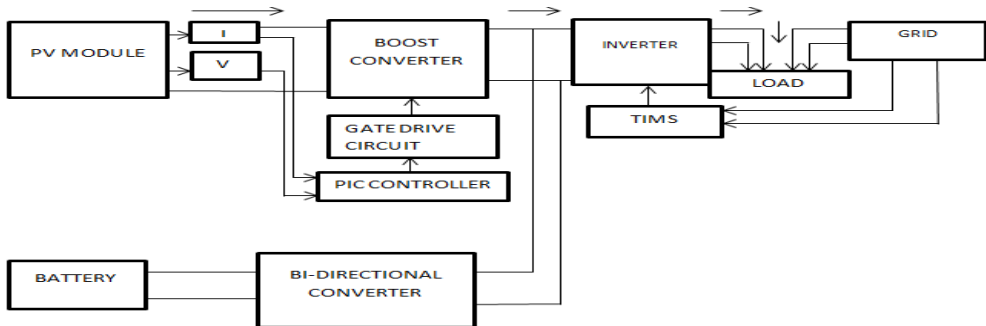 PV MODULE
I
V
BOOST
CONVERTER
INVERTER
GRID
LOAD
TIMS
GATE DRIVE
CIRCUIT
PIC CONTROLLER
BATTERY
BI-DIRECTIONAL
CONVERTER